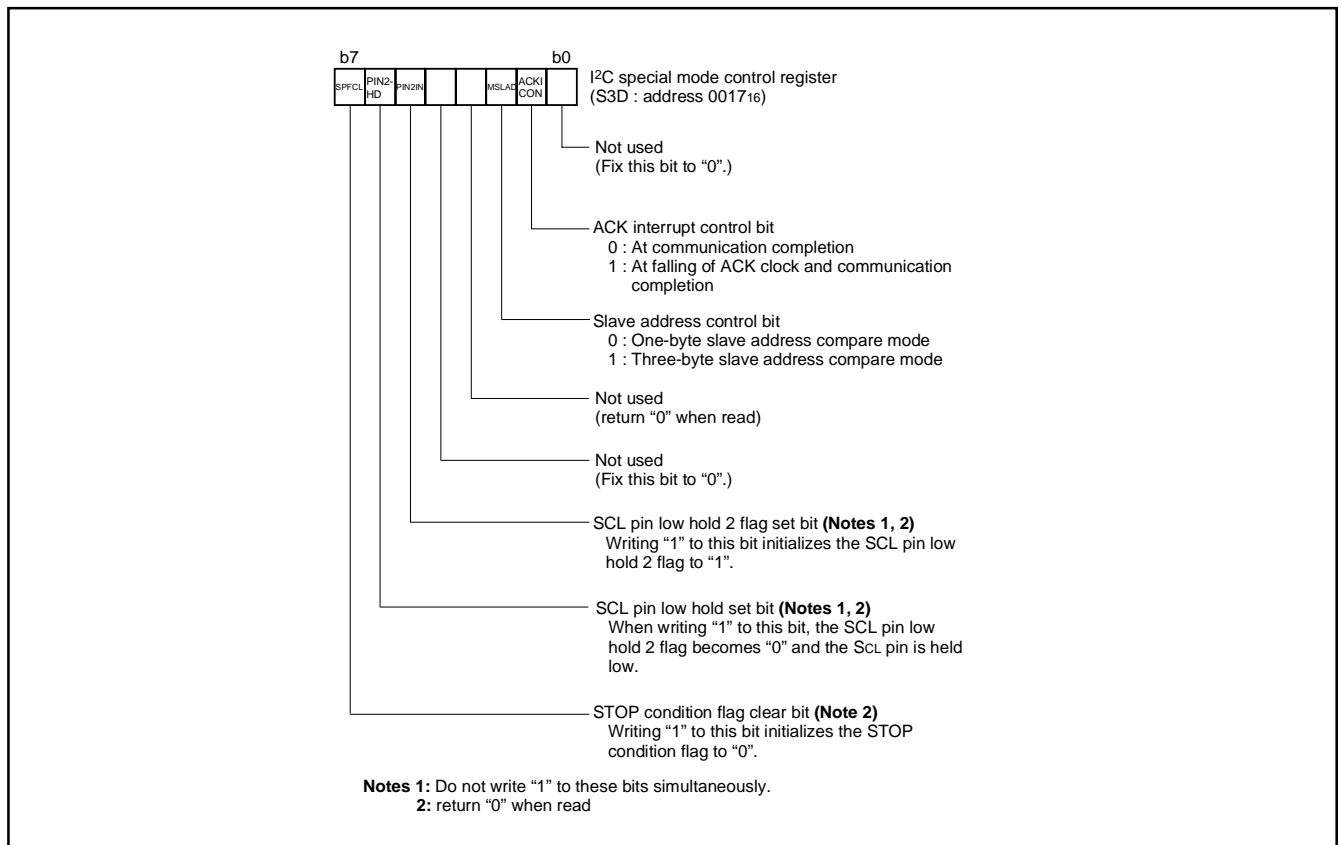 b7 b0
SPFCL PIN2-HD PIN2IN MSLAD ACKI CON
I2C special mode control register
(S3D : address 001716)
Not used
(Fix this bit to “0”.)
ACK interrupt control bit
0 : At communication completion
1 : At falling of ACK clock and communication
completion
Slave address control bit
0 : One-byte slave address compare mode
1 : Three-byte slave address compare mode
Not used
(return “0” when read)
Not used
(Fix this bit to “0”.)
SCL pin low hold 2 flag set bit (Notes 1, 2)
Writing “1” to this bit initializes the SCL pin low
hold 2 flag to “1”.
SCL pin low hold set bit (Notes 1, 2)
When writing “1” to this bit, the SCL pin low
hold 2 flag becomes “0” and the SCL pin is held
low.
STOP condition flag clear bit (Note 2)
Writing “1” to this bit initializes the STOP
condition flag to “0”.
Notes 1: Do not write “1” to these bits simultaneously.
2: return “0” when read